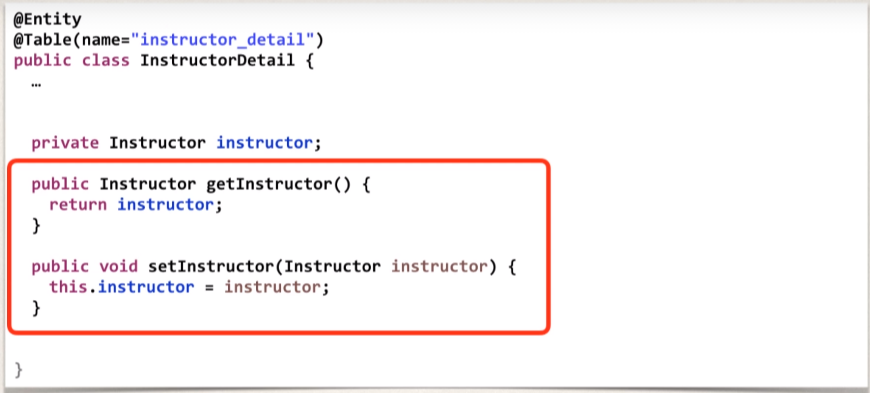 @Entity
@Table(name="instructor_detail")
public class InstructorDetail {
…
private Instructor instructor;
public Instructor getInstructor() {
return instructor;
}
public void setInstructor(Instructor instructor) {
this.instructor = instructor;
}
}